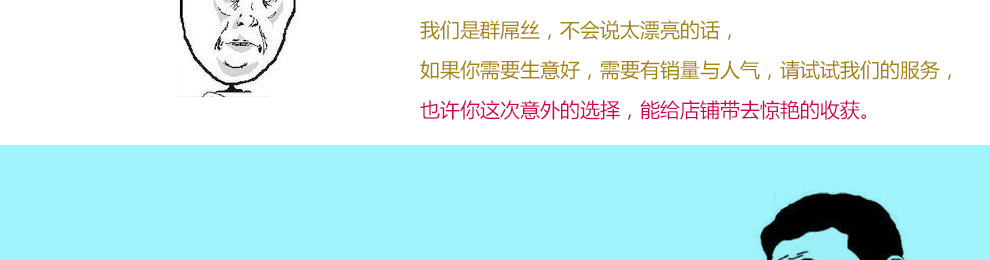 我们是群屌丝，不会说太漂亮的话，
如果你需要生意好，需要有销量与人气，请试试我们的服务，
也许你这次意外的选择，能给店铺带去惊艳的收获。